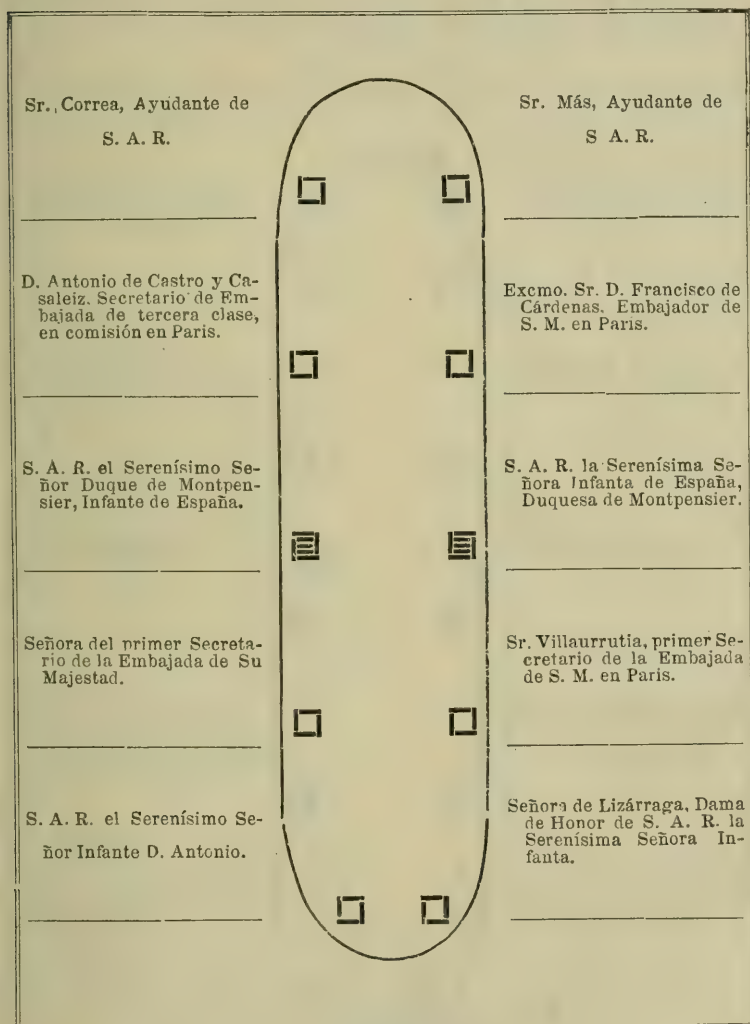 Sr. Correa, Ayudante de
S. A. R.
D. Antonio de Castro y Ca-
saleiz. Secretario de Em-
bajada de tercera clase,
en comisión en Paris.
S. A. R. el Serenísimo Se-
ñor Duque de Montpen-
sier, Infante de España.
Señora del primer Secreta-
rio de la Embajada de Su
Majestad.
S. A. R. el Serenísimo Se-
ñor Infante D. Antonio.
Sr. Más, Ayudante de
S A. R.
Excmo. Sr. D. Francisco de
Cárdenas. Embajador de
S. M. en Paris.
S. A. R. la Serenísima Se-
ñora Infanta de España,
Duquesa de Montpensier.
Sr. Villaurrutia, primer Se-
cretario de la Embajada
de S. M. en Paris.
Señora de Lizárraga, Dama
de Honor de S. A. R. la
Serenísima Señora In-
fanta.